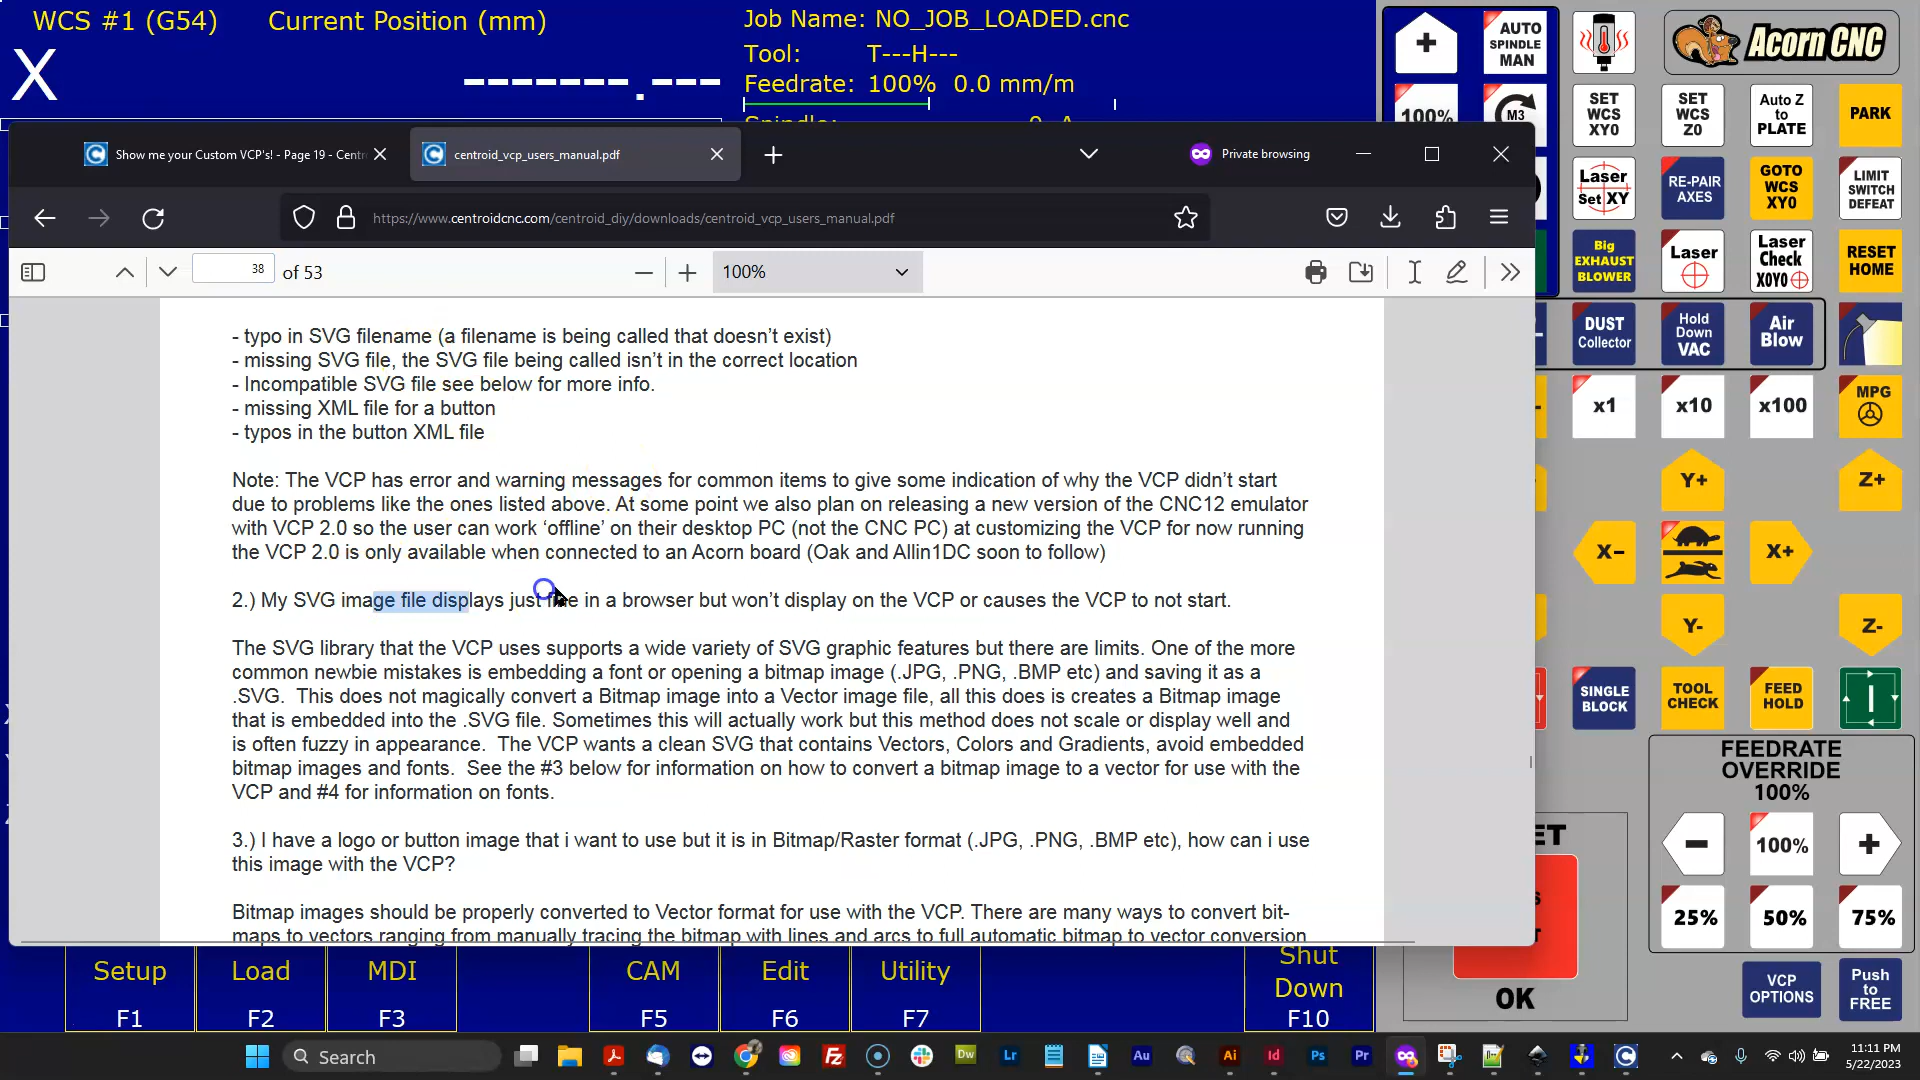 WCS #1 (G54) Current Position (mm)
Job Name: NO_JOB_LOADED.cnc
Tool: T---H---
Feedrate: 100% 0.0 mm/m
X -------.---
AUTO SPINDLE MAN
Acorn CNC
100%
M3
SET WCS XY0
SET WCS Z0
Auto Z to PLATE
PARK
Show me your Custom VCP's! - Page 19 - Centr
centroid_vcp_users_manual.pdf
Private browsing
https://www.centroidcnc.com/centroid_diy/downloads/centroid_vcp_users_manual.pdf
38 of 53
100%
Laser Set XY
RE-PAIR AXES
GOTO WCS XY0
LIMIT SWITCH DEFEAT
Big EXHAUST BLOWER
Laser
Laser Check X0Y0
RESET HOME
DUST Collector
Hold Down VAC
Air Blow
x1
x10
x100
MPG
Y+
Z+
X-
X+
Y-
Z-
SINGLE BLOCK
TOOL CHECK
FEED HOLD
- typo in SVG filename (a filename is being called that doesn't exist)
- missing SVG file, the SVG file being called isn't in the correct location
- Incompatible SVG file see below for more info.
- missing XML file for a button
- typos in the button XML file
Note: The VCP has error and warning messages for common items to give some indication of why the VCP didn't start
due to problems like the ones listed above. At some point we also plan on releasing a new version of the CNC12 emulator
with VCP 2.0 so the user can work 'offline' on their desktop PC (not the CNC PC) at customizing the VCP for now running
the VCP 2.0 is only available when connected to an Acorn board (Oak and Allin1DC soon to follow)
2.) My SVG image file displays just fine in a browser but won't display on the VCP or causes the VCP to not start.
The SVG library that the VCP uses supports a wide variety of SVG graphic features but there are limits. One of the more
common newbie mistakes is embedding a font or opening a bitmap image (.JPG, .PNG, .BMP etc) and saving it as a
.SVG. This does not magically convert a Bitmap image into a Vector image file, all this does is creates a Bitmap image
that is embedded into the .SVG file. Sometimes this will actually work but this method does not scale or display well and
is often fuzzy in appearance. The VCP wants a clean SVG that contains Vectors, Colors and Gradients, avoid embedded
bitmap images and fonts. See the #3 below for information on how to convert a bitmap image to a vector for use with the
VCP and #4 for information on fonts.
3.) I have a logo or button image that i want to use but it is in Bitmap/Raster format (.JPG, .PNG, .BMP etc), how can i use
this image with the VCP?
Bitmap images should be properly converted to Vector format for use with the VCP. There are many ways to convert bit-
maps to vectors ranging from manually tracing the bitmap with lines and arcs to full automatic bitmap to vector conversion
FEEDRATE OVERRIDE
100%
-
100%
+
25%
50%
75%
OK
VCP OPTIONS
Push to FREE
Setup F1
Load F2
MDI F3
CAM F5
Edit F6
Utility F7
Shut Down F10
Search
11:11 PM
5/22/2023